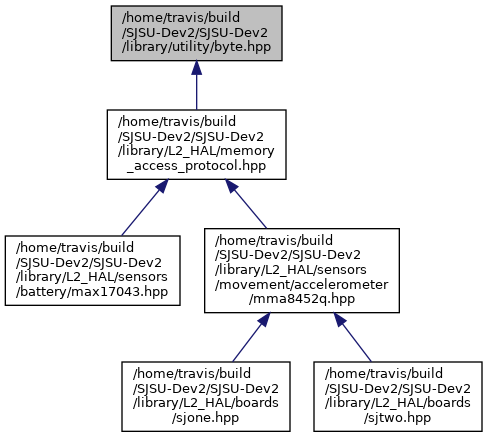 /home/travis/build
/SJSU-Dev2/SJSU-Dev2
/library/utility/byte.hpp
/home/travis/build
/SJSU-Dev2/SJSU-Dev2
/library/L2_HAL/memory
_access_protocol.hpp
/home/travis/build
/SJSU-Dev2/SJSU-Dev2
/library/L2_HAL/sensors
/battery/max17043.hpp
/home/travis/build
/SJSU-Dev2/SJSU-Dev2
/library/L2_HAL/sensors
/movement/accelerometer
/mma8452q.hpp
/home/travis/build
/SJSU-Dev2/SJSU-Dev2
/library/L2_HAL/boards
/sjone.hpp
/home/travis/build
/SJSU-Dev2/SJSU-Dev2
/library/L2_HAL/boards
/sjtwo.hpp